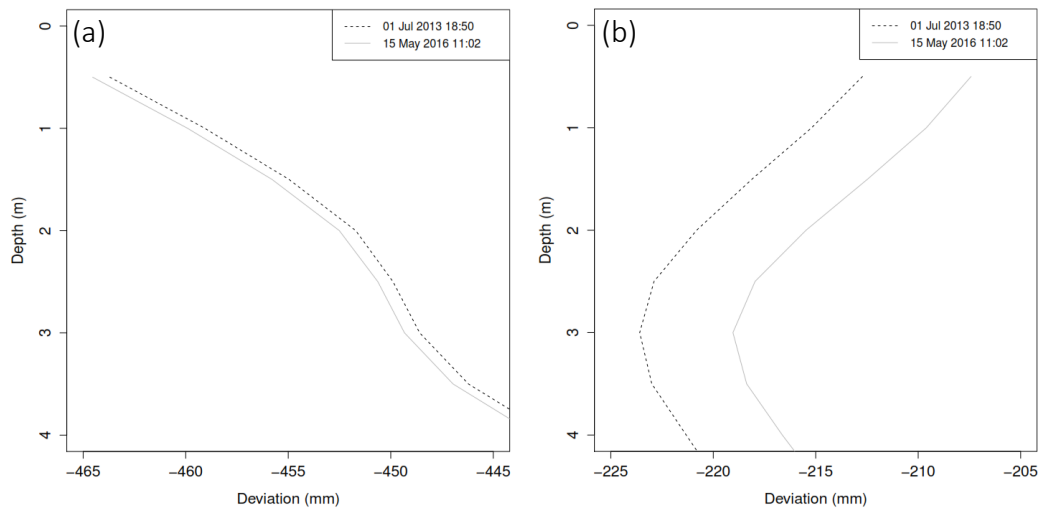 (a)
01 Jul 2013 18:50
15 May 2016 11:02
0
1
2
3
4
Depth (m)
−465
−460
−455
−450
−445
Deviation (mm)
(b)
01 Jul 2013 18:50
15 May 2016 11:02
0
1
2
3
4
Depth (m)
−225
−220
−215
−210
−205
Deviation (mm)